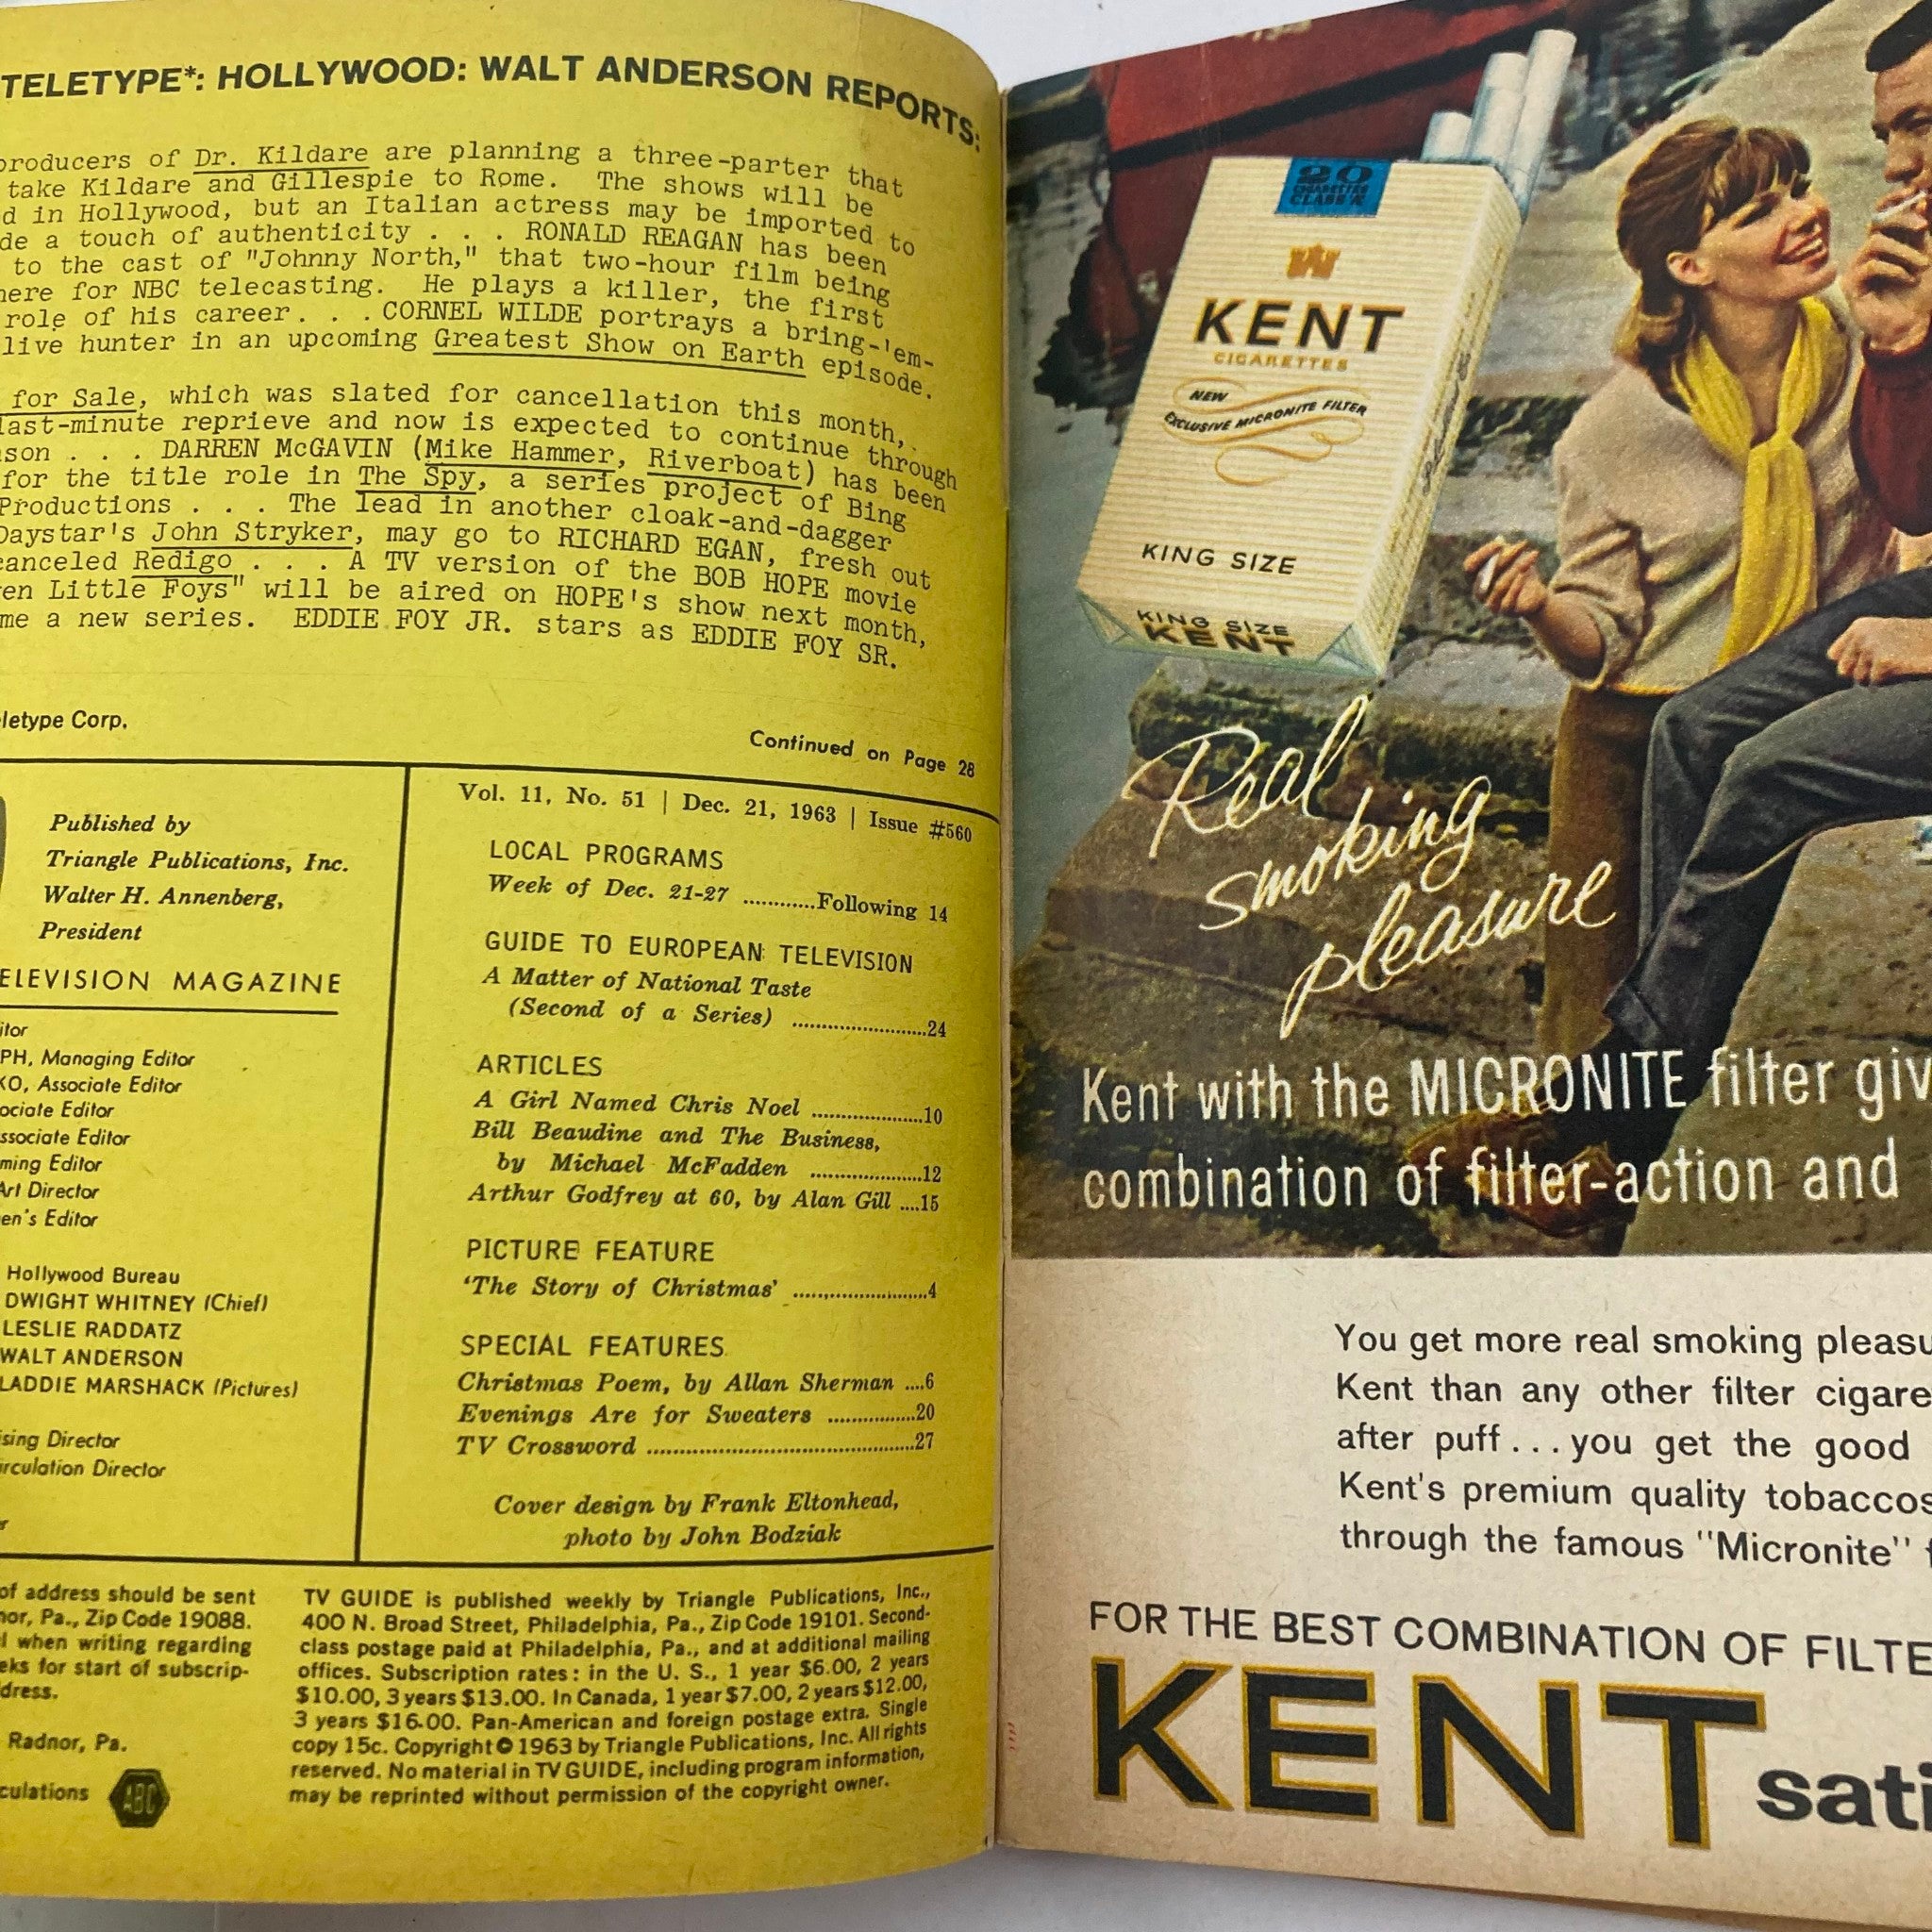 TELETYPE*: HOLLYWOOD: WALT ANDERSON REPORTS:
producers of Dr. Kildare are planning a three-parter that
take Kildare and Gillespie to Rome. The shows will be
d in Hollywood, but an Italian actress may be imported to
de a touch of authenticity . . . RONALD REAGAN has been
to the cast of "Johnny North," that two-hour film being
here for NBC telecasting. He plays a killer, the first
role of his career. . . CORNEL WILDE portrays a bring-'em-
live hunter in an upcoming Greatest Show on Earth episode.
for Sale, which was slated for cancellation this month,
last-minute reprieve and now is expected to continue through
son . . . DARREN McGAVIN (Mike Hammer, Riverboat) has been
for the title role in The Spy, a series project of Bing
Productions . . . The lead in another cloak-and-dagger
Daystar's John Stryker, may go to RICHARD EGAN, fresh out
canceled Redigo . . . A TV version of the BOB HOPE movie
en Little Foys" will be aired on HOPE's show next month,
me a new series. EDDIE FOY JR. stars as EDDIE FOY SR.
letype Corp.
Continued on Page 28
Published by
Triangle Publications, Inc.
Walter H. Annenberg,
President
ELEVISION MAGAZINE
itor
PH, Managing Editor
KO, Associate Editor
ociate Editor
ssociate Editor
ming Editor
Art Director
en's Editor
Hollywood Bureau
DWIGHT WHITNEY (Chief)
LESLIE RADDATZ
WALT ANDERSON
LADDIE MARSHACK (Pictures)
sing Director
irculation Director
r
Vol. 11, No. 51 | Dec. 21, 1963 | Issue #560
LOCAL PROGRAMS
Week of Dec. 21-27 ............Following 14
GUIDE TO EUROPEAN TELEVISION
A Matter of National Taste
(Second of a Series) ........................24
ARTICLES
A Girl Named Chris Noel ....................10
Bill Beaudine and The Business,
by Michael McFadden ....................12
Arthur Godfrey at 60, by Alan Gill ....15
PICTURE FEATURE
'The Story of Christmas' ........................4
SPECIAL FEATURES
Christmas Poem, by Allan Sherman ....6
Evenings Are for Sweaters ................20
TV Crossword ................................................27
Cover design by Frank Eltonhead,
photo by John Bodziak
of address should be sent
nor, Pa., Zip Code 19088.
l when writing regarding
eks for start of subscrip-
dress.
Radnor, Pa.
culations ABC
TV GUIDE is published weekly by Triangle Publications, Inc.,
400 N. Broad Street, Philadelphia, Pa., Zip Code 19101. Second-
class postage paid at Philadelphia, Pa., and at additional mailing
offices. Subscription rates: in the U. S., 1 year $6.00, 2 years
$10.00, 3 years $13.00. In Canada, 1 year $7.00, 2 years $12.00,
3 years $16.00. Pan-American and foreign postage extra. Single
copy 15c. Copyright © 1963 by Triangle Publications, Inc. All rights
reserved. No material in TV GUIDE, including program information,
may be reprinted without permission of the copyright owner.
20
CIGARETTES
CLASS A
KENT
CIGARETTES
NEW
EXCLUSIVE MICRONITE FILTER
KING SIZE
KING SIZE
KENT
Real
smoking
pleasure
Kent with the MICRONITE filter giv
combination of filter-action and
You get more real smoking pleasu
Kent than any other filter cigare
after puff...you get the good
Kent's premium quality tobaccos
through the famous "Micronite" f
FOR THE BEST COMBINATION OF FILTE
KENT sati